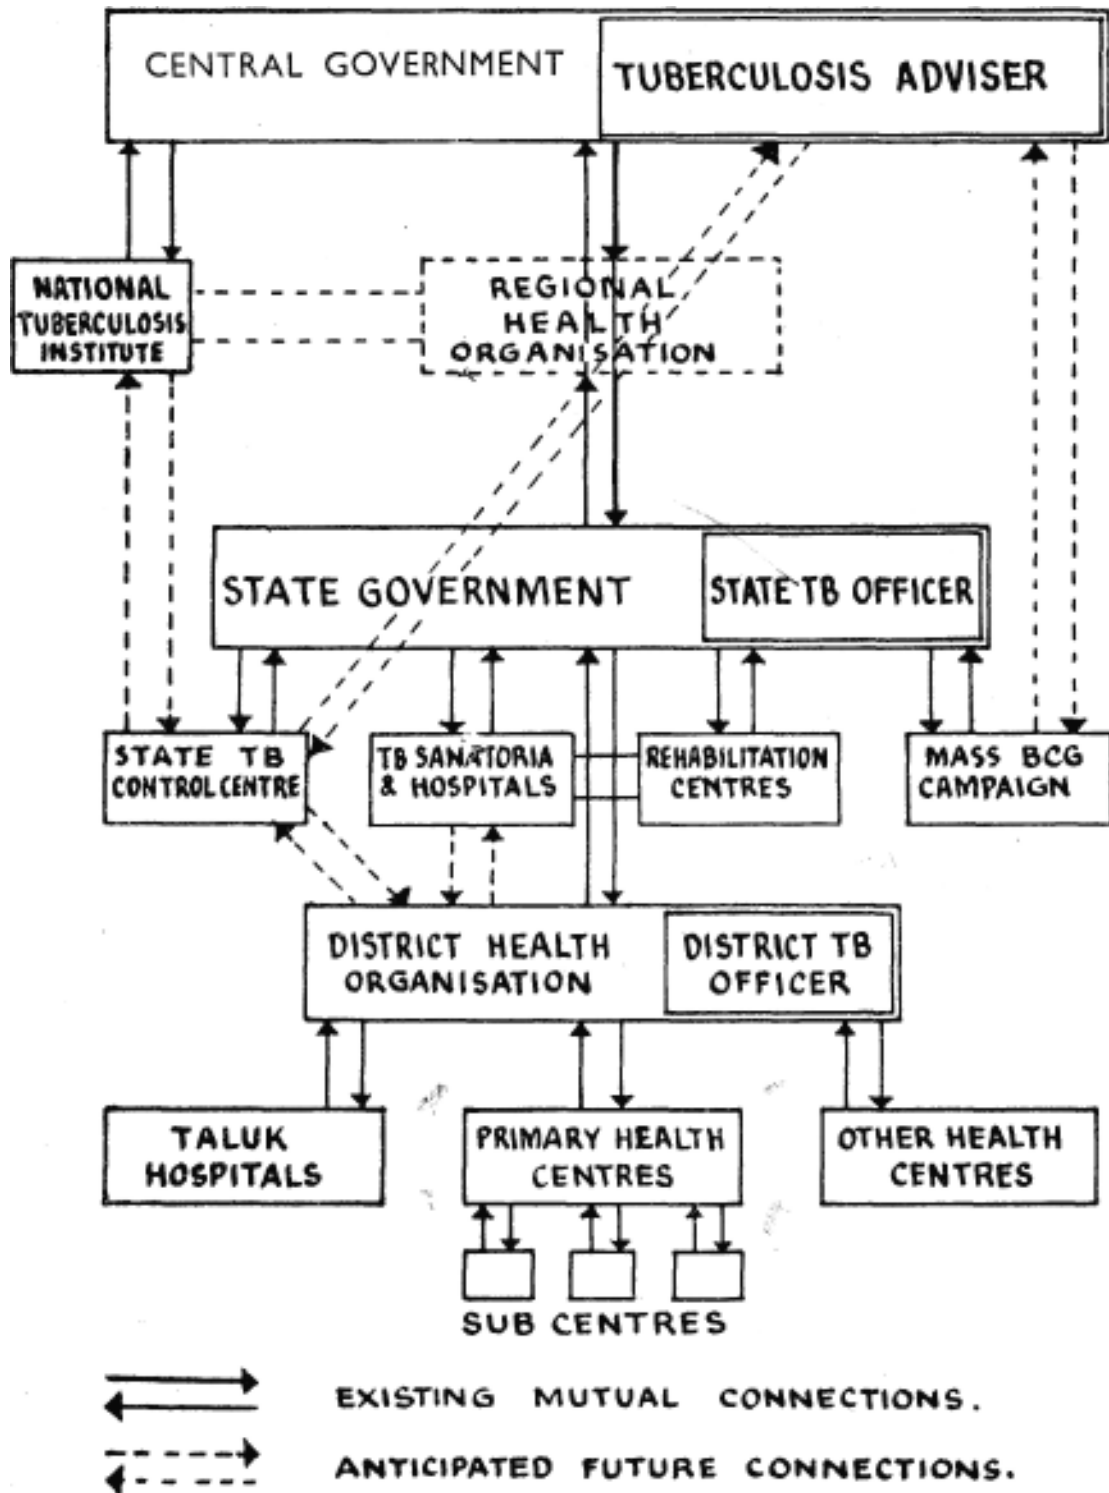 CENTRAL GOVERNMENT
TUBERCULOSIS ADVISER
NATIONAL
TUBERCULOSIS
INSTITUTE
REGIONAL
HEALTH
ORGANISATION
STATE GOVERNMENT
STATE TB OFFICER
STATE TB
CONTROL CENTRE
TB SANATORIA
& HOSPITALS
REHABILITATION
CENTRES
MASS BCG
CAMPAIGN
DISTRICT HEALTH
ORGANISATION
DISTRICT TB
OFFICER
TALUK
HOSPITALS
PRIMARY HEALTH
CENTRES
OTHER HEALTH
CENTRES
SUB CENTRES
EXISTING MUTUAL CONNECTIONS.
ANTICIPATED FUTURE CONNECTIONS.